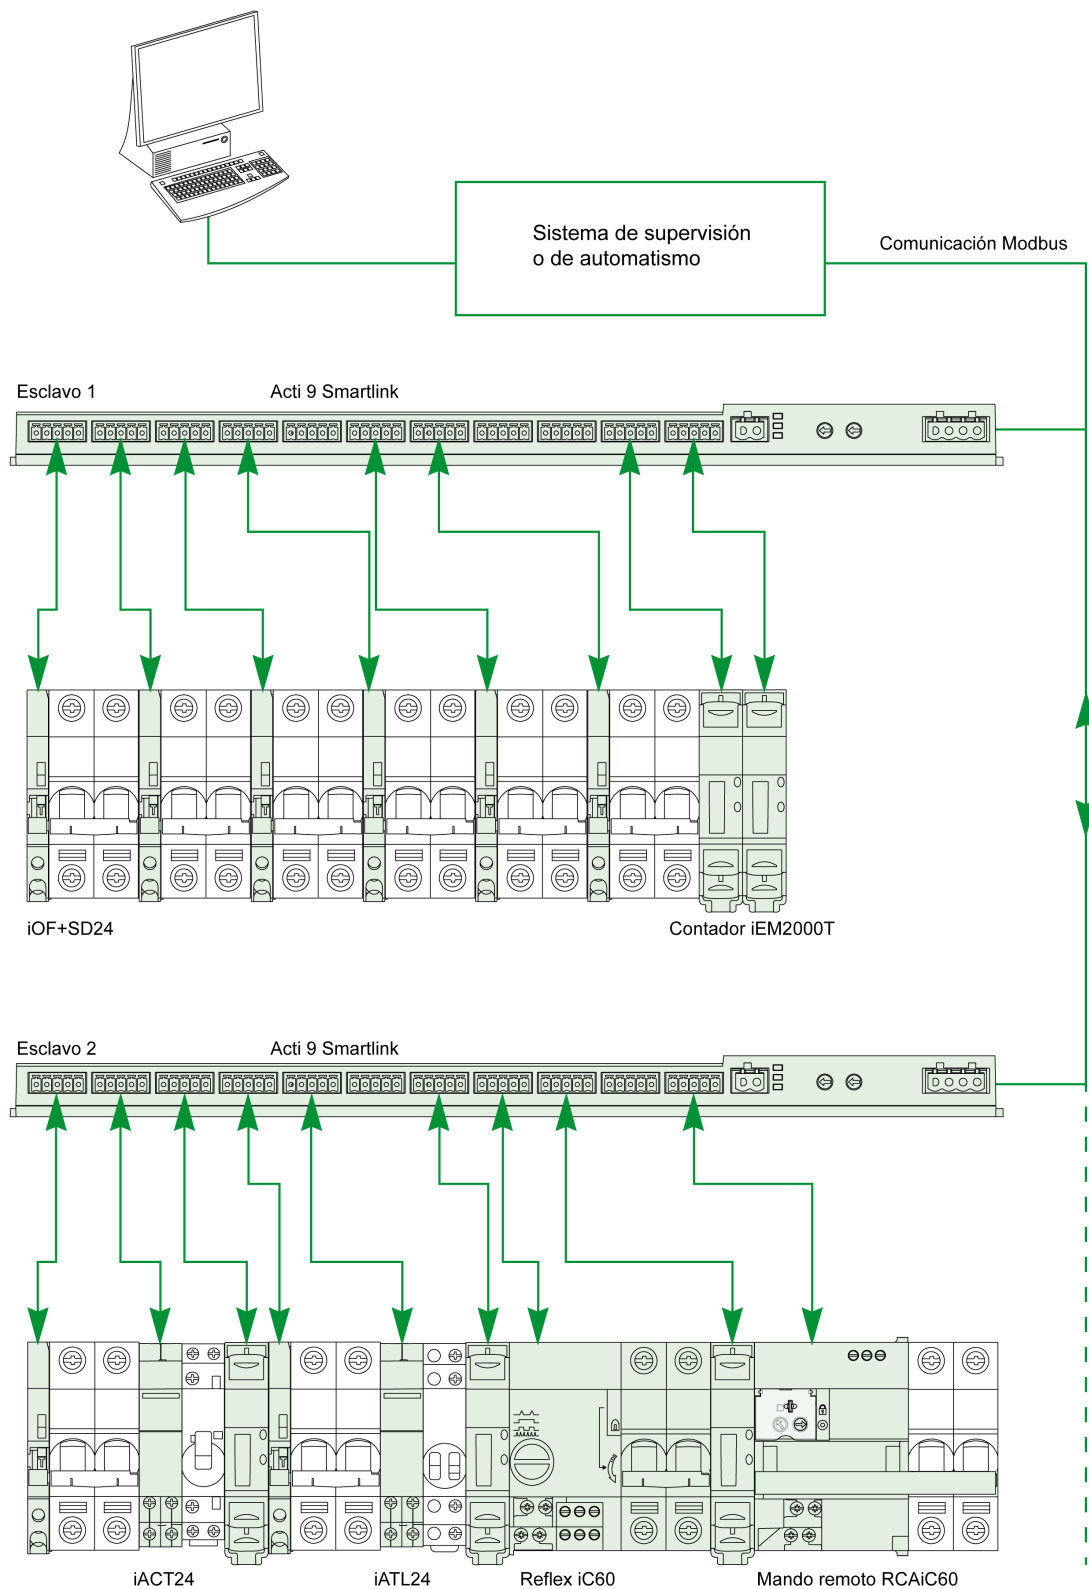 Sistema de supervisión
o de automatismo
Comunicación Modbus
Esclavo 1
Acti 9 Smartlink
iOF+SD24
Contador iEM2000T
Esclavo 2
Acti 9 Smartlink
iACT24
iATL24
Reflex iC60
Mando remoto RCAiC60